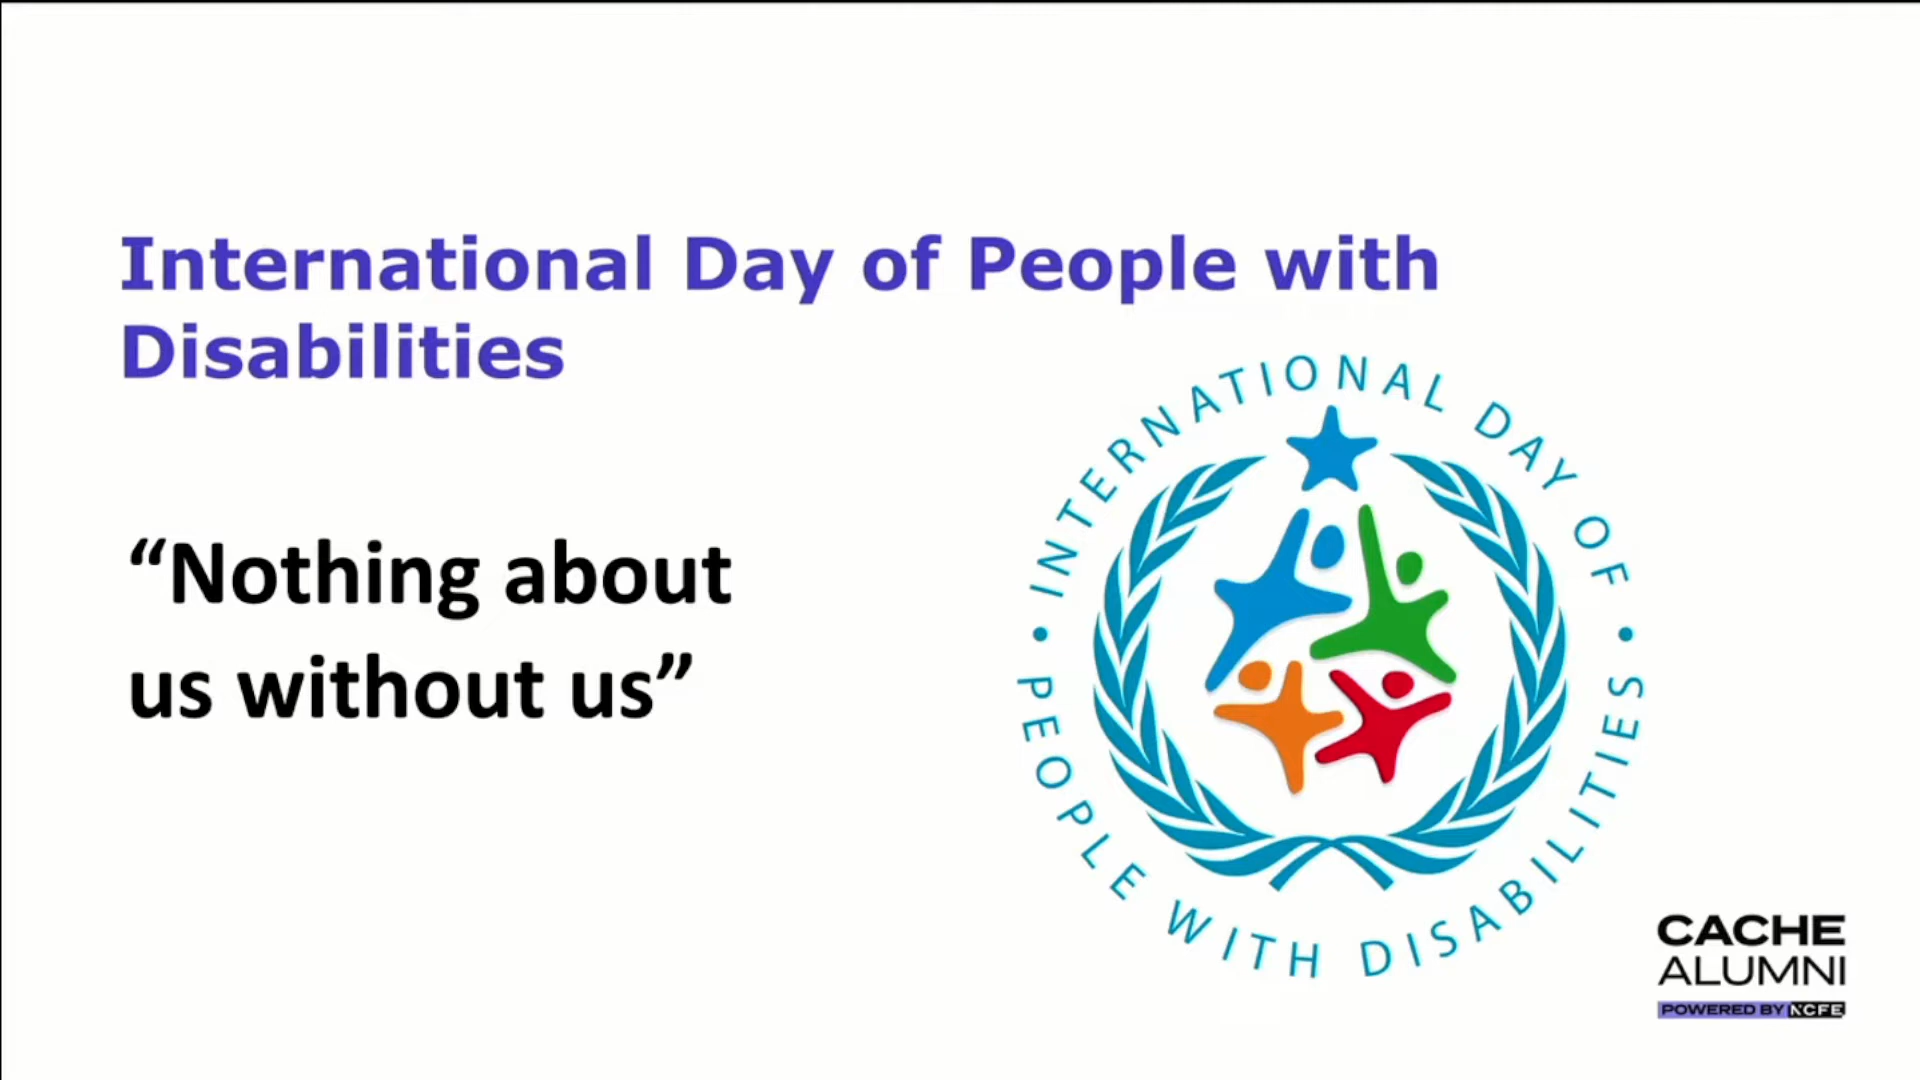 International Day of People with
Disabilities
“Nothing about
us without us”
• INTERNATIONAL DAY OF •
PEOPLE WITH DISABILITIES
CACHE
ALUMNI
POWERED BY NCFE